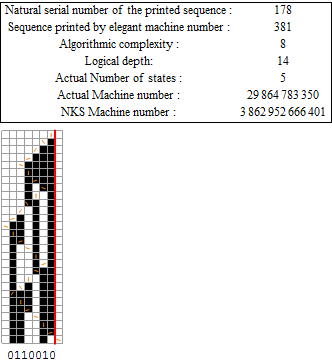 Natural serial number of the printed sequence : 178
Sequence printed by elegant machine number : 381
Algorithmic complexity : 8
Logical depth: 14
Actual Number of states : 5
Actual Machine number : 29 864 783 350
NKS Machine number : 3 862 952 666 401
0110010